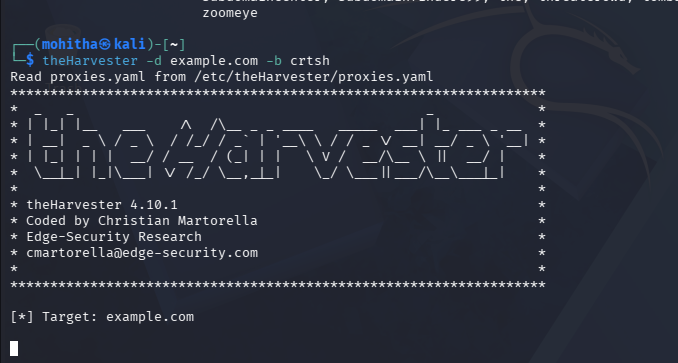 zoomeye
┌──(mohitha㉿kali)-[~]
└─$ theHarvester -d example.com -b crtsh
Read proxies.yaml from /etc/theHarvester/proxies.yaml
*******************************************************************
* theHarvester 4.10.1 *
* Coded by Christian Martorella *
* Edge-Security Research *
* cmartorella@edge-security.com *
* *
*******************************************************************
[*] Target: example.com